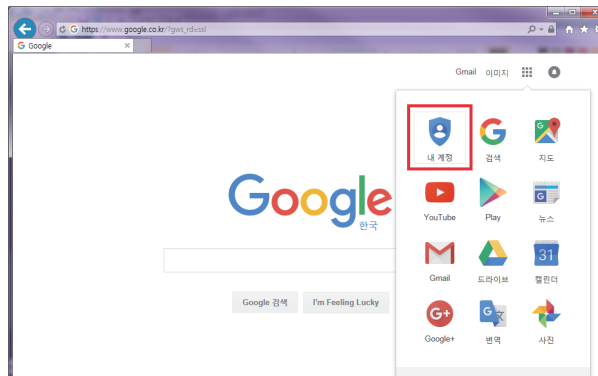 https://www.google.co.kr/?gws_rd=ssl
Google
Gmail 이미지
내 계정 검색 지도
YouTube Play 뉴스
Gmail 드라이브 31 캘린더
Google+ 번역 사진
Google
한국
Google 검색 I'm Feeling Lucky